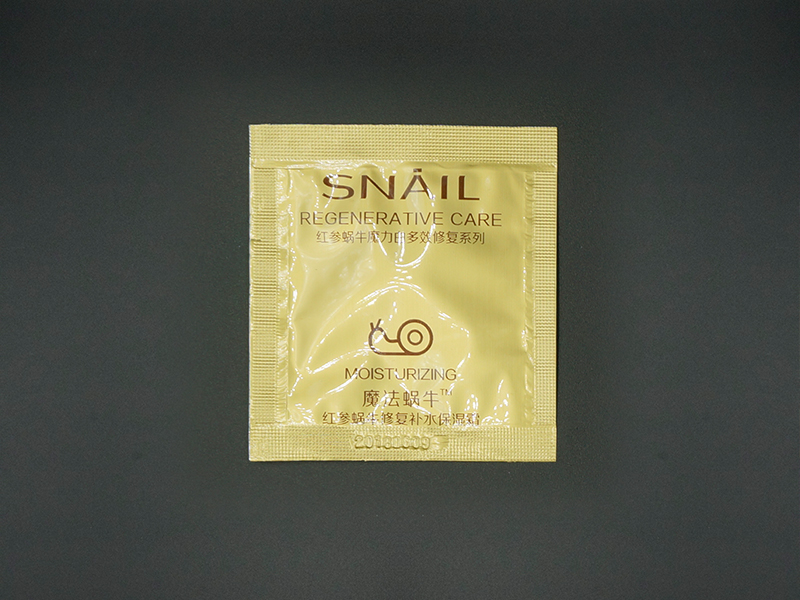 SNAIL
REGENERATIVE CARE
红参蜗牛魔力白多效修复系列
MOISTURIZING
魔法蜗牛™
红参蜗牛修复补水保湿霜